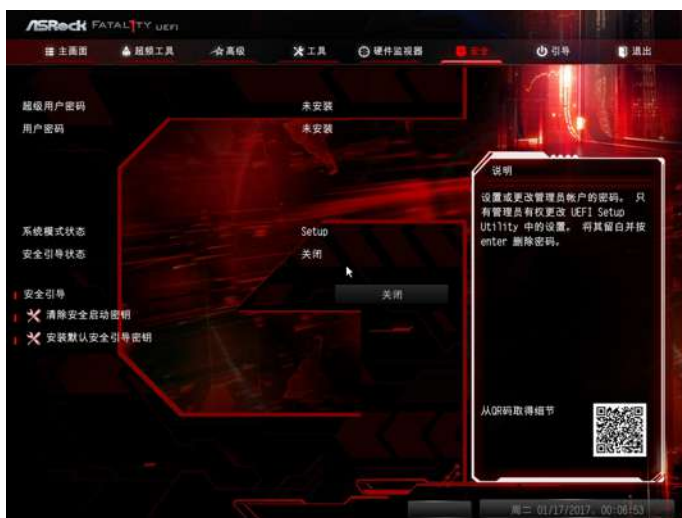 ASRock FATAL1TY UEFI
主画面 超频工具 高级 工具 硬件监视器 安全 引导 退出
超级用户密码 未安装
用户密码 未安装
系统模式状态 Setup
安全引导状态 关闭
安全引导 关闭
清除安全启动密钥
安装默认安全引导密钥
说明
设置或更改管理员帐户的密码。 只
有管理员有权更改 UEFI Setup
Utility 中的设置。 将其留白并按
enter 删除密码。
从QR码取得细节
周二 01/17/2017, 00:06:53